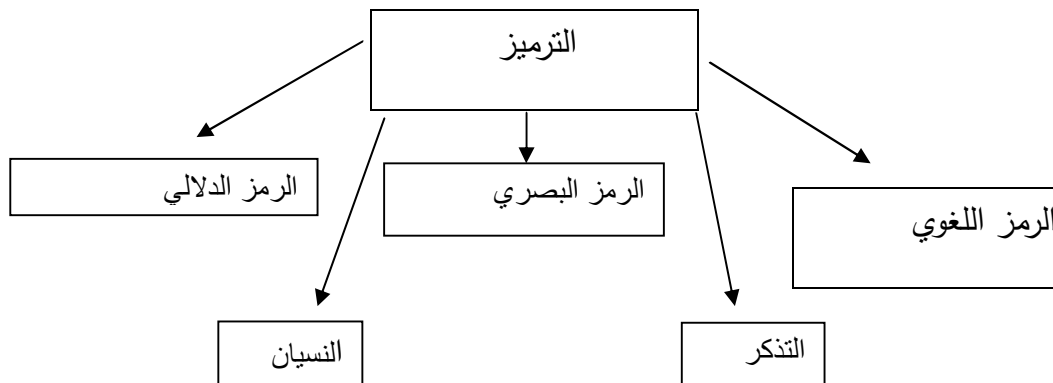 الترميز
الرمز اللغوي
الرمز البصري
الرمز الدلالي
التذكر
النسيان